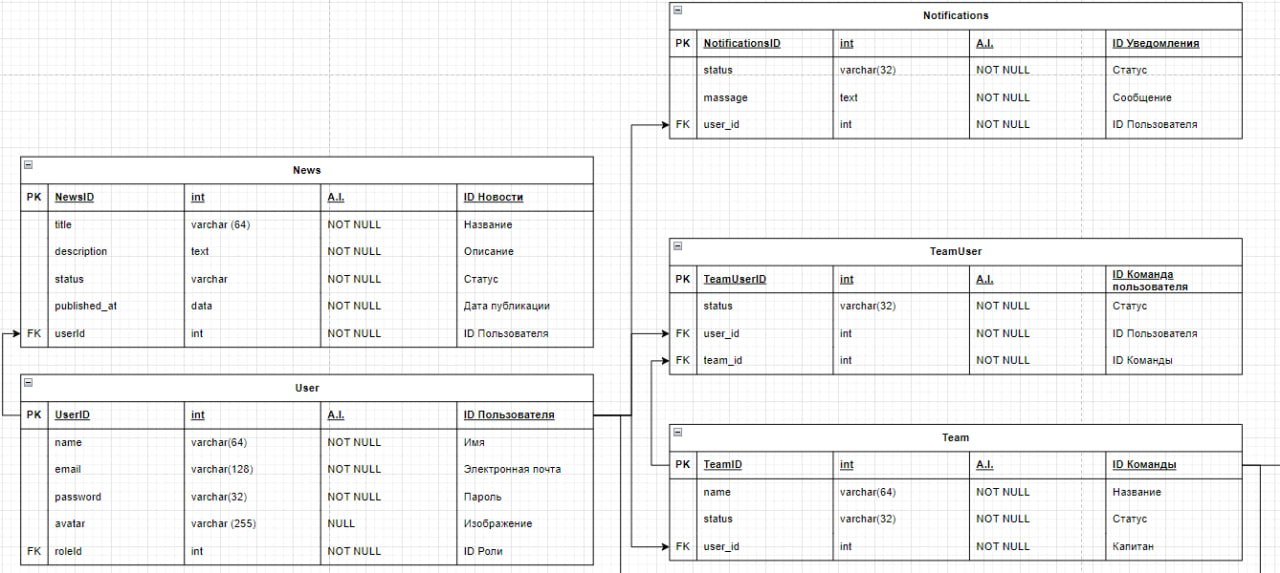 Notifications
PK NotificationsID int A.I. ID Уведомления
status varchar(32) NOT NULL Статус
massage text NOT NULL Сообщение
FK user_id int NOT NULL ID Пользователя
News
PK NewsID int A.I. ID Новости
title varchar (64) NOT NULL Название
description text NOT NULL Описание
status varchar NOT NULL Статус
published_at data NOT NULL Дата публикации
FK userId int NOT NULL ID Пользователя
TeamUser
PK TeamUserID int A.I. ID Команда
пользователя
status varchar(32) NOT NULL Статус
FK user_id int NOT NULL ID Пользователя
FK team_id int NOT NULL ID Команды
User
PK UserID int A.I. ID Пользователя
name varchar(64) NOT NULL Имя
email varchar(128) NOT NULL Электронная почта
password varchar(32) NOT NULL Пароль
avatar varchar (255) NULL Изображение
FK roleId int NOT NULL ID Роли
Team
PK TeamID int A.I. ID Команды
name varchar(64) NOT NULL Название
status varchar(32) NOT NULL Статус
FK user_id int NOT NULL Капитан